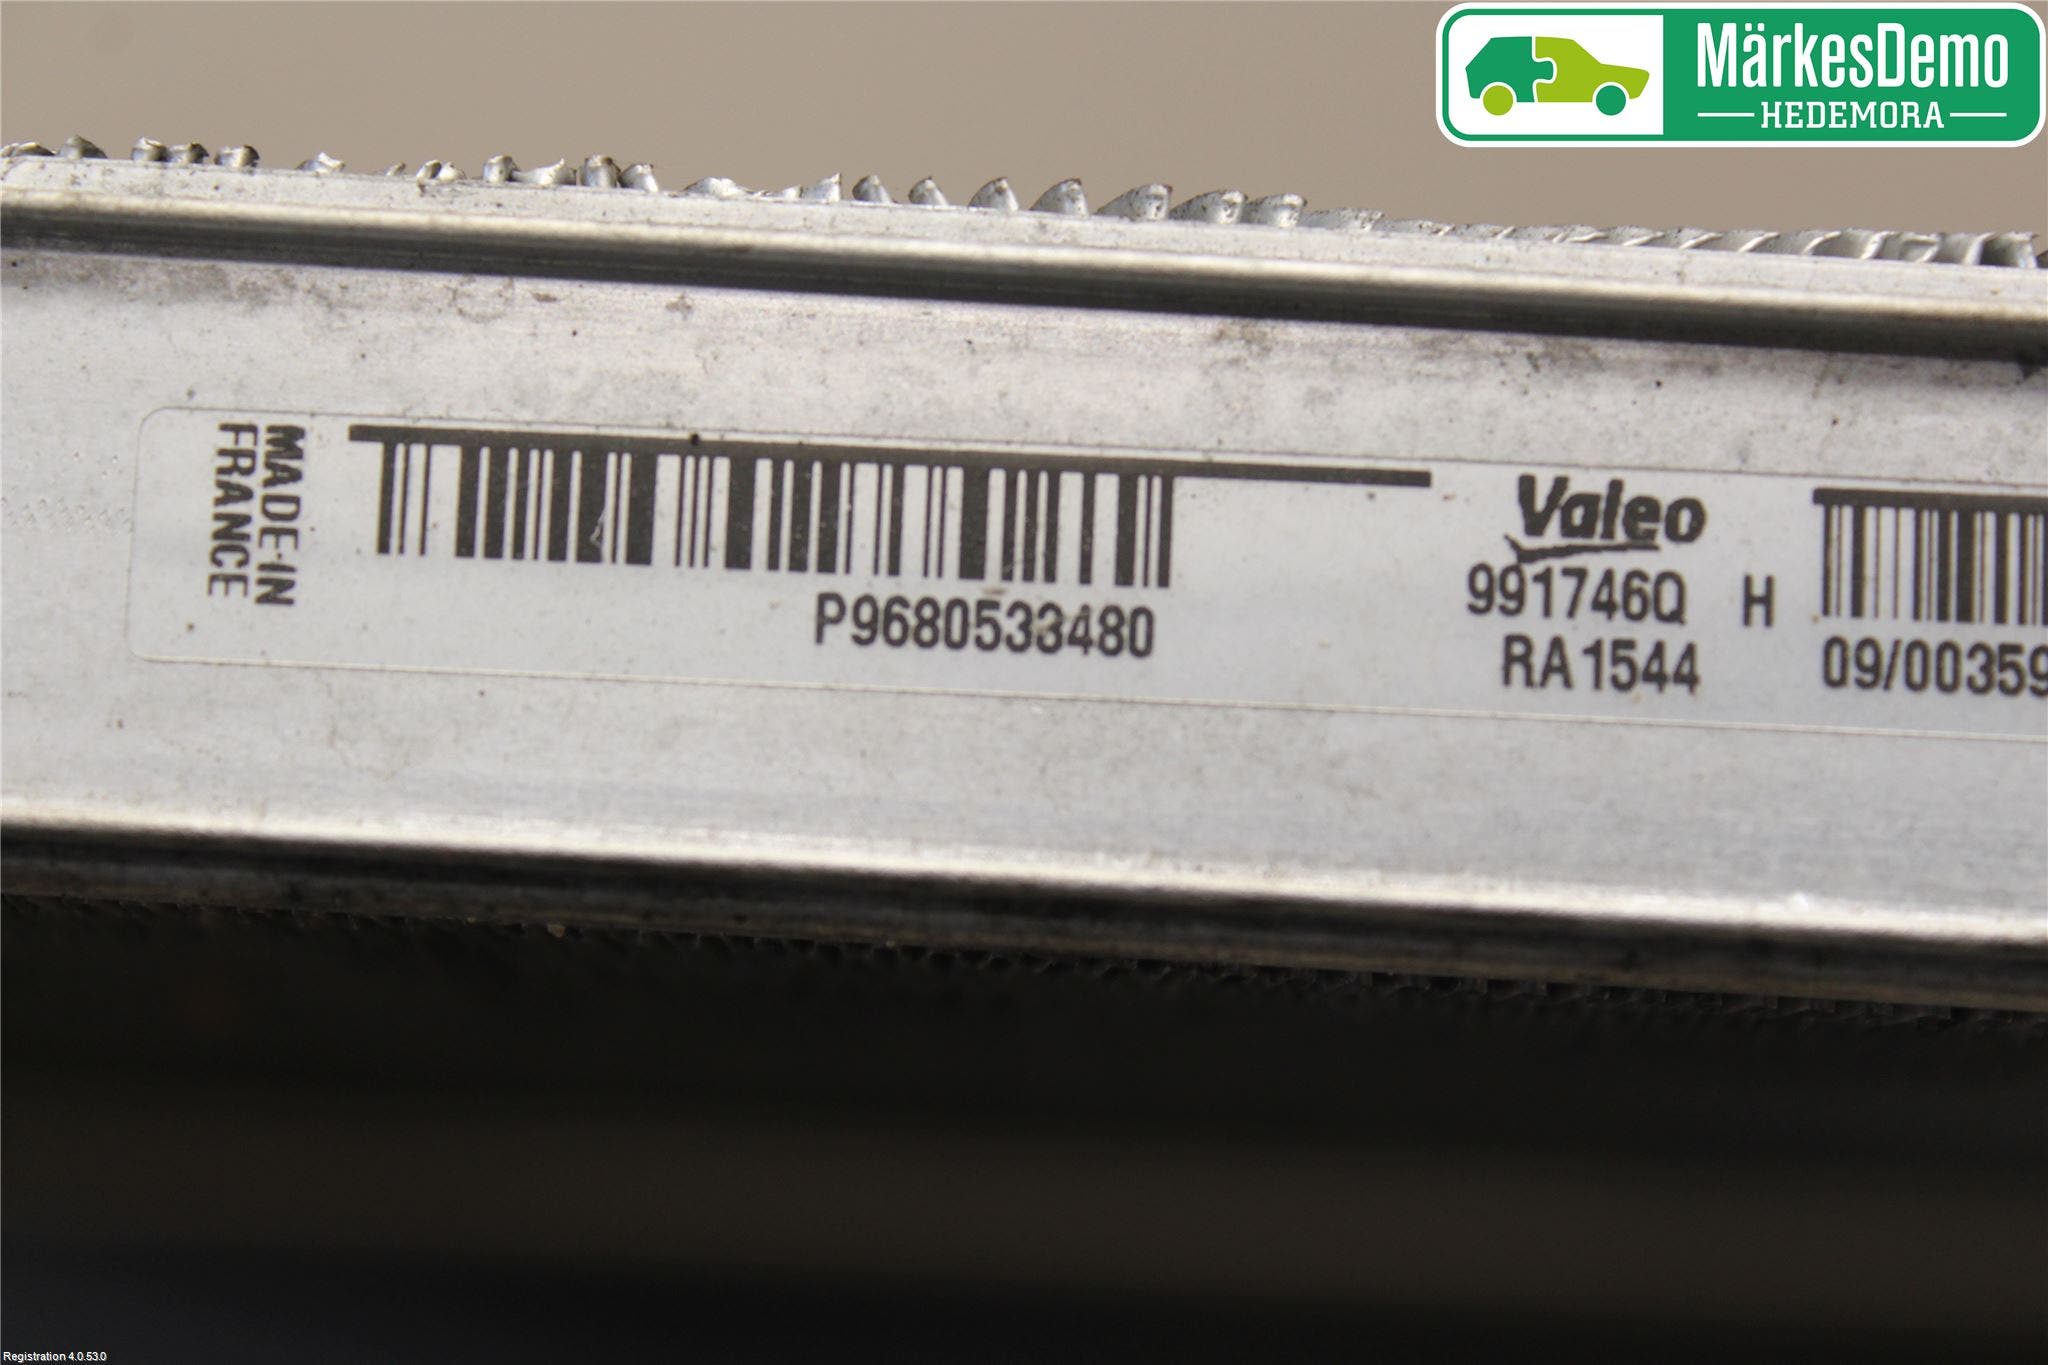 MärkesDemo
HEDEMORA
MADE-IN
FRANCE
P9680533480
Valeo
991746Q H
RA1544
09/00359
Registration 4.0.53.0